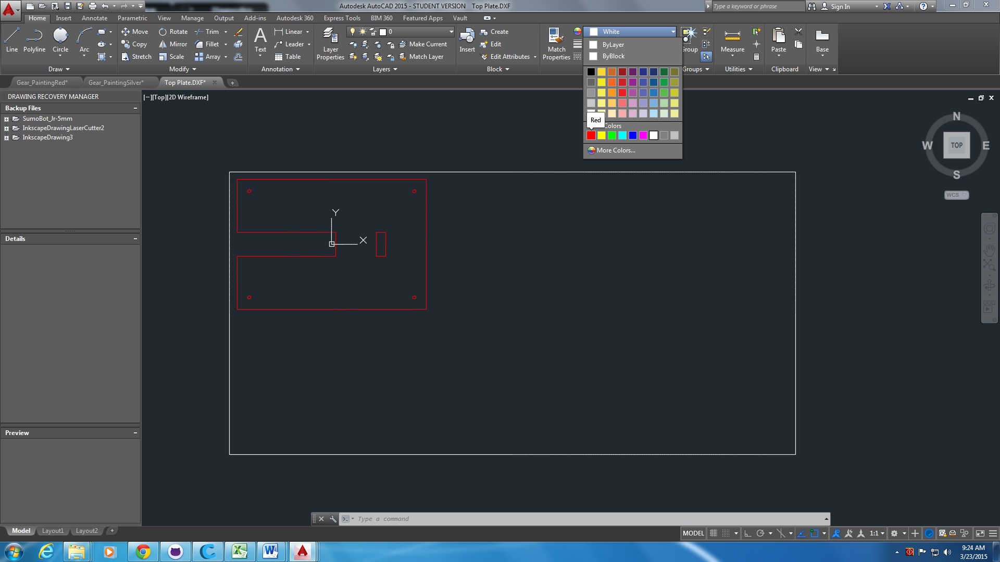 Autodesk AutoCAD 2015 - STUDENT VERSION Top Plate.DXF
Type a keyword or phrase
Sign In
Home Insert Annotate Parametric View Manage Output Add-ins Autodesk 360 Express Tools BIM 360 Featured Apps Vault
Line Polyline Circle Arc
Move Rotate Trim
Copy Mirror Fillet
Stretch Scale Array
Text Linear
Leader
Table
Layer Properties
0
Make Current
Match Layer
Insert
Create
Edit
Edit Attributes
Match Properties
White
ByLayer
ByBlock
Red
Colors
More Colors...
Group
Measure
Paste
Base
Draw Modify Annotation Layers Block Groups Utilities Clipboard View
Gear_PaintingRed* Gear_PaintingSilver* Top Plate.DXF*
DRAWING RECOVERY MANAGER
Backup Files
SumoBot_Jr-5mm
InkscapeDrawingLaserCutter2
InkscapeDrawing3
Details
Preview
[−][Top][2D Wireframe]
N
W TOP E
S
WCS
Y
X
Type a command
Model Layout1 Layout2
MODEL 1:1
9:24 AM
3/23/2015